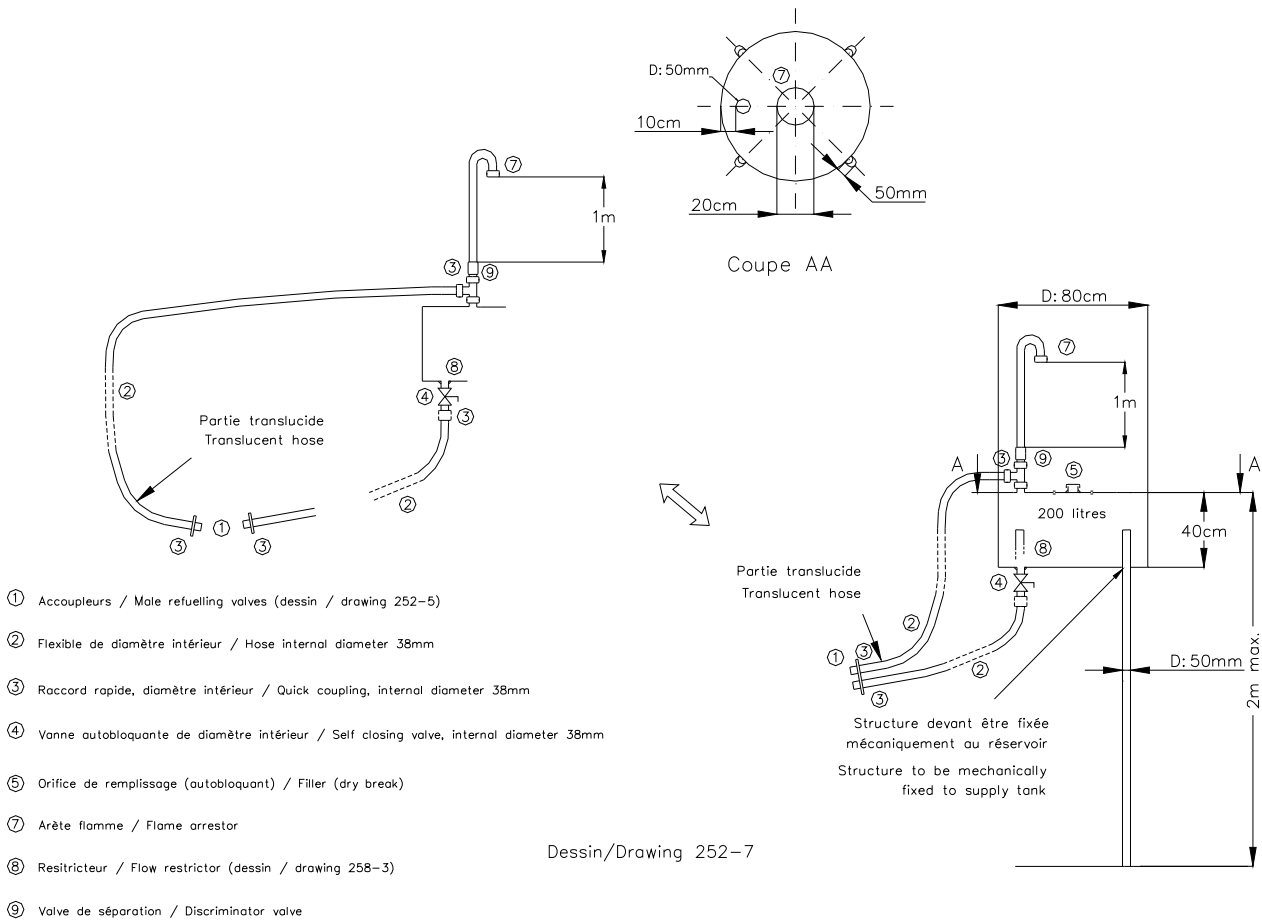 D:50mm
⑦
10cm
20cm
50mm
Coupe AA
⑦
1m
③ ⑨
②
⑧
④
③
Partie translucide
Translucent hose
②
①
③ ③
D:80cm
⑦
1m
A ③ ⑨ ⑤ A
200 litres
40cm
⑧
④
Partie translucide
Translucent hose
②
① ③
②
③
D:50mm
2m max.
Structure devant être fixée
mécaniquement au réservoir
Structure to be mechanically
fixed to supply tank
① Accoupleurs / Male refuelling valves (dessin / drawing 252-5)
② Flexible de diamètre intérieur / Hose internal diameter 38mm
③ Raccord rapide, diamètre intérieur / Quick coupling, internal diameter 38mm
④ Vanne autobloquante de diamètre intérieur / Self closing valve, internal diameter 38mm
⑤ Orifice de remplissage (autobloquant) / Filler (dry break)
⑦ Arète flamme / Flame arrestor
⑧ Resitricteur / Flow restrictor (dessin / drawing 258-3)
⑨ Valve de séparation / Discriminator valve
Dessin/Drawing 252-7